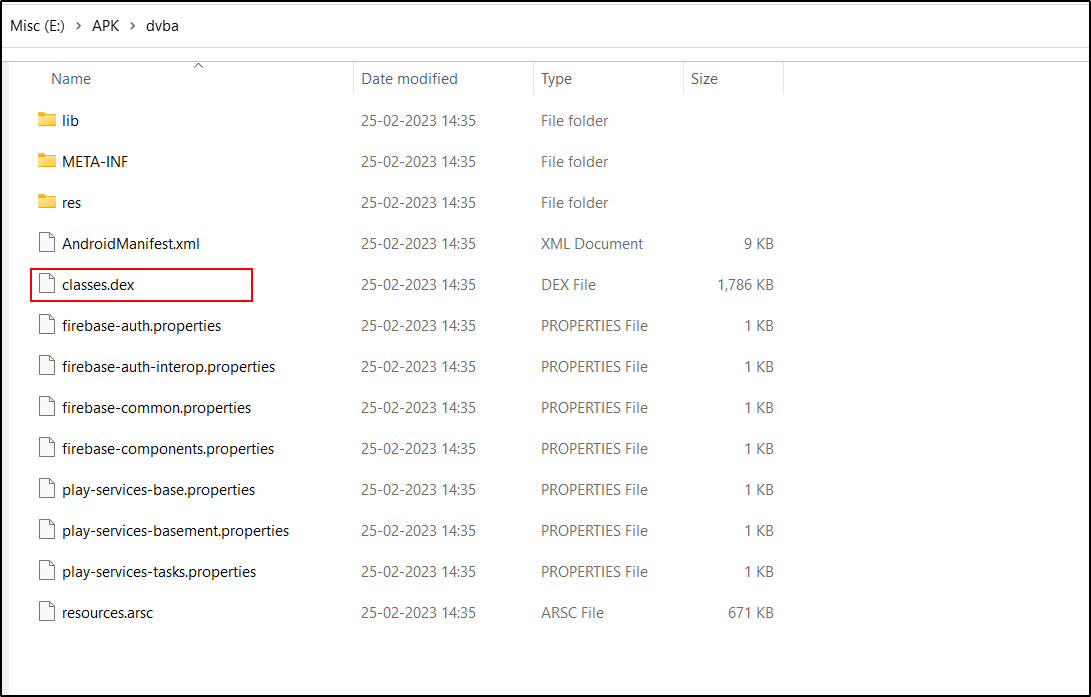 Misc (E:) > APK > dvba
Name Date modified Type Size
lib 25-02-2023 14:35 File folder
META-INF 25-02-2023 14:35 File folder
res 25-02-2023 14:35 File folder
AndroidManifest.xml 25-02-2023 14:35 XML Document 9 KB
classes.dex 25-02-2023 14:35 DEX File 1,786 KB
firebase-auth.properties 25-02-2023 14:35 PROPERTIES File 1 KB
firebase-auth-interop.properties 25-02-2023 14:35 PROPERTIES File 1 KB
firebase-common.properties 25-02-2023 14:35 PROPERTIES File 1 KB
firebase-components.properties 25-02-2023 14:35 PROPERTIES File 1 KB
play-services-base.properties 25-02-2023 14:35 PROPERTIES File 1 KB
play-services-basement.properties 25-02-2023 14:35 PROPERTIES File 1 KB
play-services-tasks.properties 25-02-2023 14:35 PROPERTIES File 1 KB
resources.arsc 25-02-2023 14:35 ARSC File 671 KB